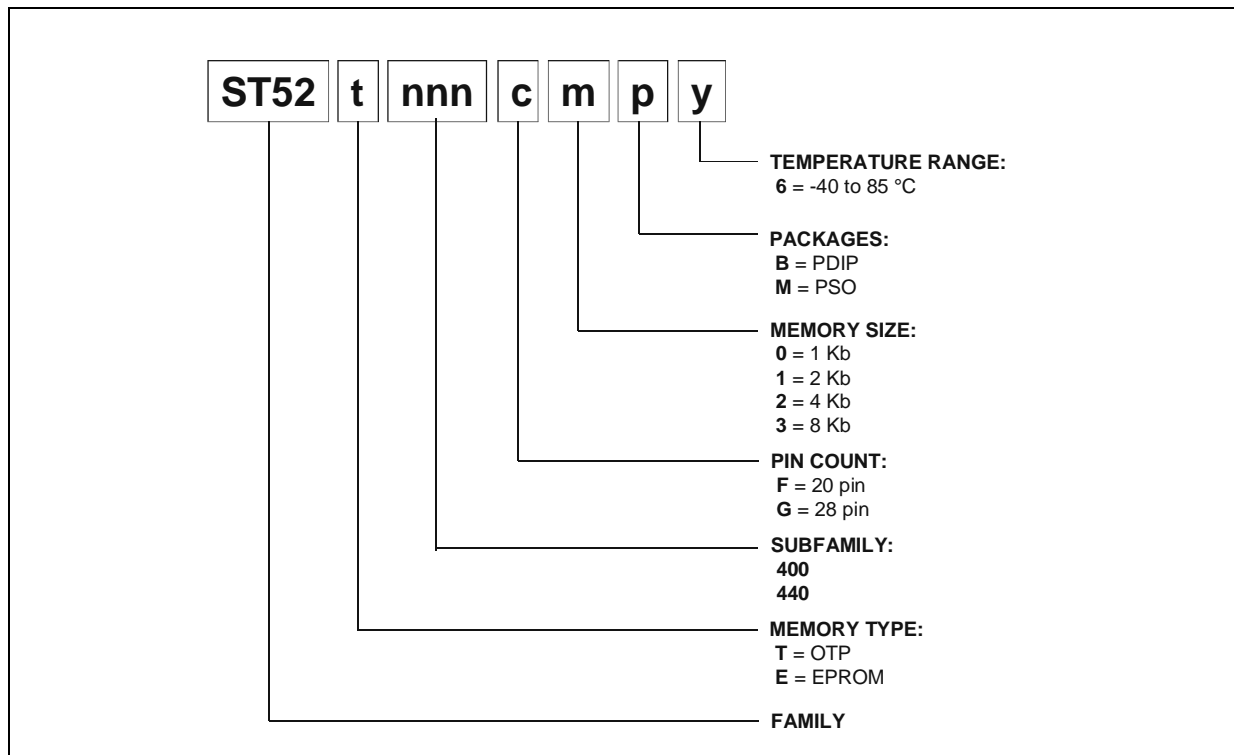 ST52 t nnn c m p y
TEMPERATURE RANGE:
6 = -40 to 85 °C
PACKAGES:
B = PDIP
M = PSO
MEMORY SIZE:
0 = 1 Kb
1 = 2 Kb
2 = 4 Kb
3 = 8 Kb
PIN COUNT:
F = 20 pin
G = 28 pin
SUBFAMILY:
400
440
MEMORY TYPE:
T = OTP
E = EPROM
FAMILY